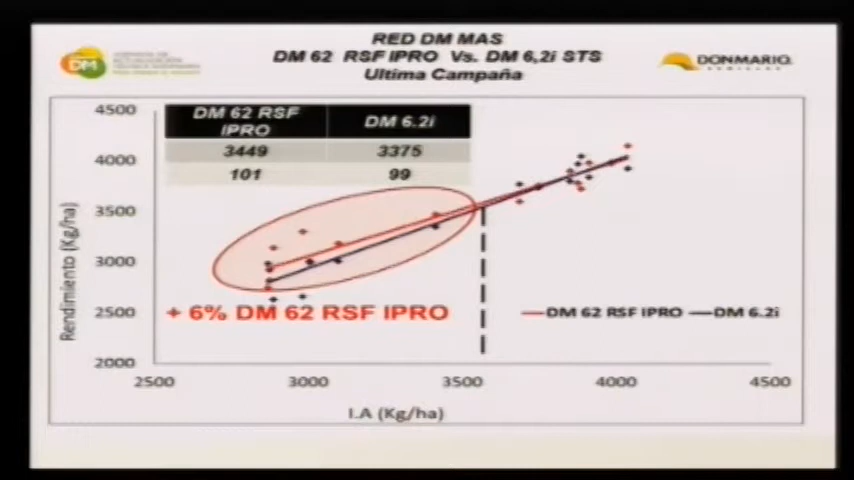 RED DM MAS
DM 62 RSF IPRO Vs. DM 6,2i STS
Ultima Campaña
DM
DONMARIO.
DM 62 RSF IPRO
DM 6.2i
3449
3375
101
99
Rendimiento (Kg/ha)
4500
4000
3500
3000
2500
2000
+ 6% DM 62 RSF IPRO
DM 62 RSF IPRO
DM 6.2i
2500
3000
3500
4000
4500
I.A (Kg/ha)